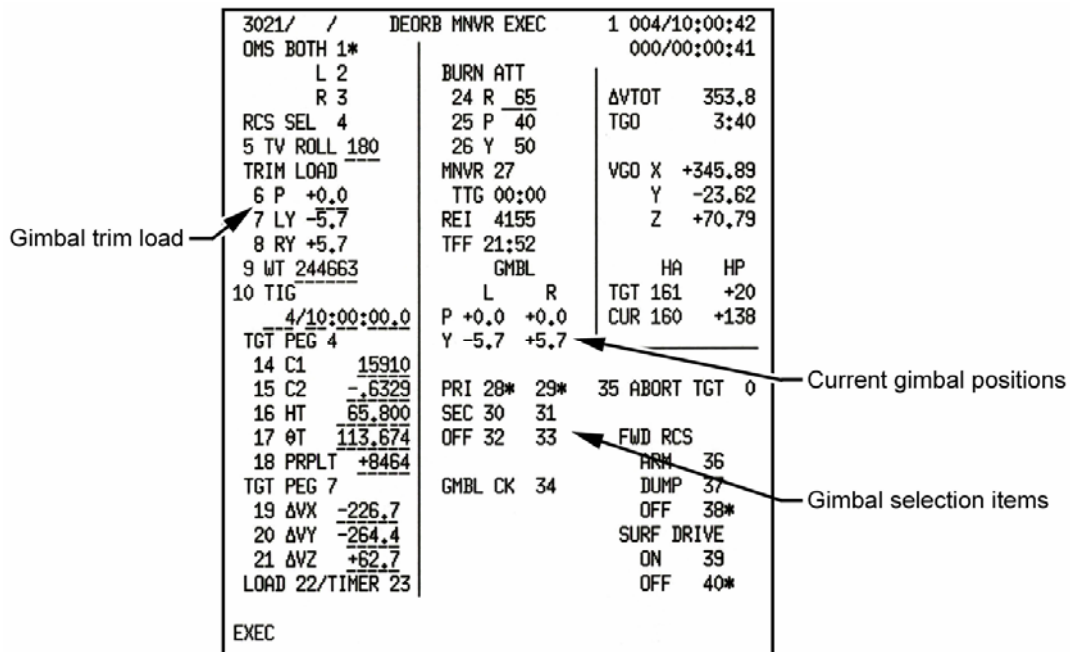 3021/ / DEORB MNVR EXEC 1 004/10:00:42
000/00:00:41
OMS BOTH 1*
L 2
R 3
RCS SEL 4
5 TV ROLL 180
TRIM LOAD
6 P +0.0
7 LY -5.7
8 RY +5.7
9 WT 244663
10 TIG
4/10:00:00.0
TGT PEG 4
14 C1 15910
15 C2 -.6329
16 HT 65.800
17 θT 113.674
18 PRPLT +8464
TGT PEG 7
19 ΔVX -226.7
20 ΔVY -264.4
21 ΔVZ +62.7
LOAD 22/TIMER 23
EXEC
BURN ATT
24 R 65
25 P 40
26 Y 50
MNVR 27
TTG 00:00
REI 4155
TFF 21:52
GMBL
L R
P +0.0 +0.0
Y -5.7 +5.7
PRI 28* 29*
SEC 30 31
OFF 32 33
GMBL CK 34
ΔVTOT 353.8
TGO 3:40
VGO X +345.89
Y -23.62
Z +70.79
HA HP
TGT 161 +20
CUR 160 +138
35 ABORT TGT 0
FWD RCS
ARM 36
DUMP 37
OFF 38*
SURF DRIVE
ON 39
OFF 40*
Gimbal trim load
Current gimbal positions
Gimbal selection items